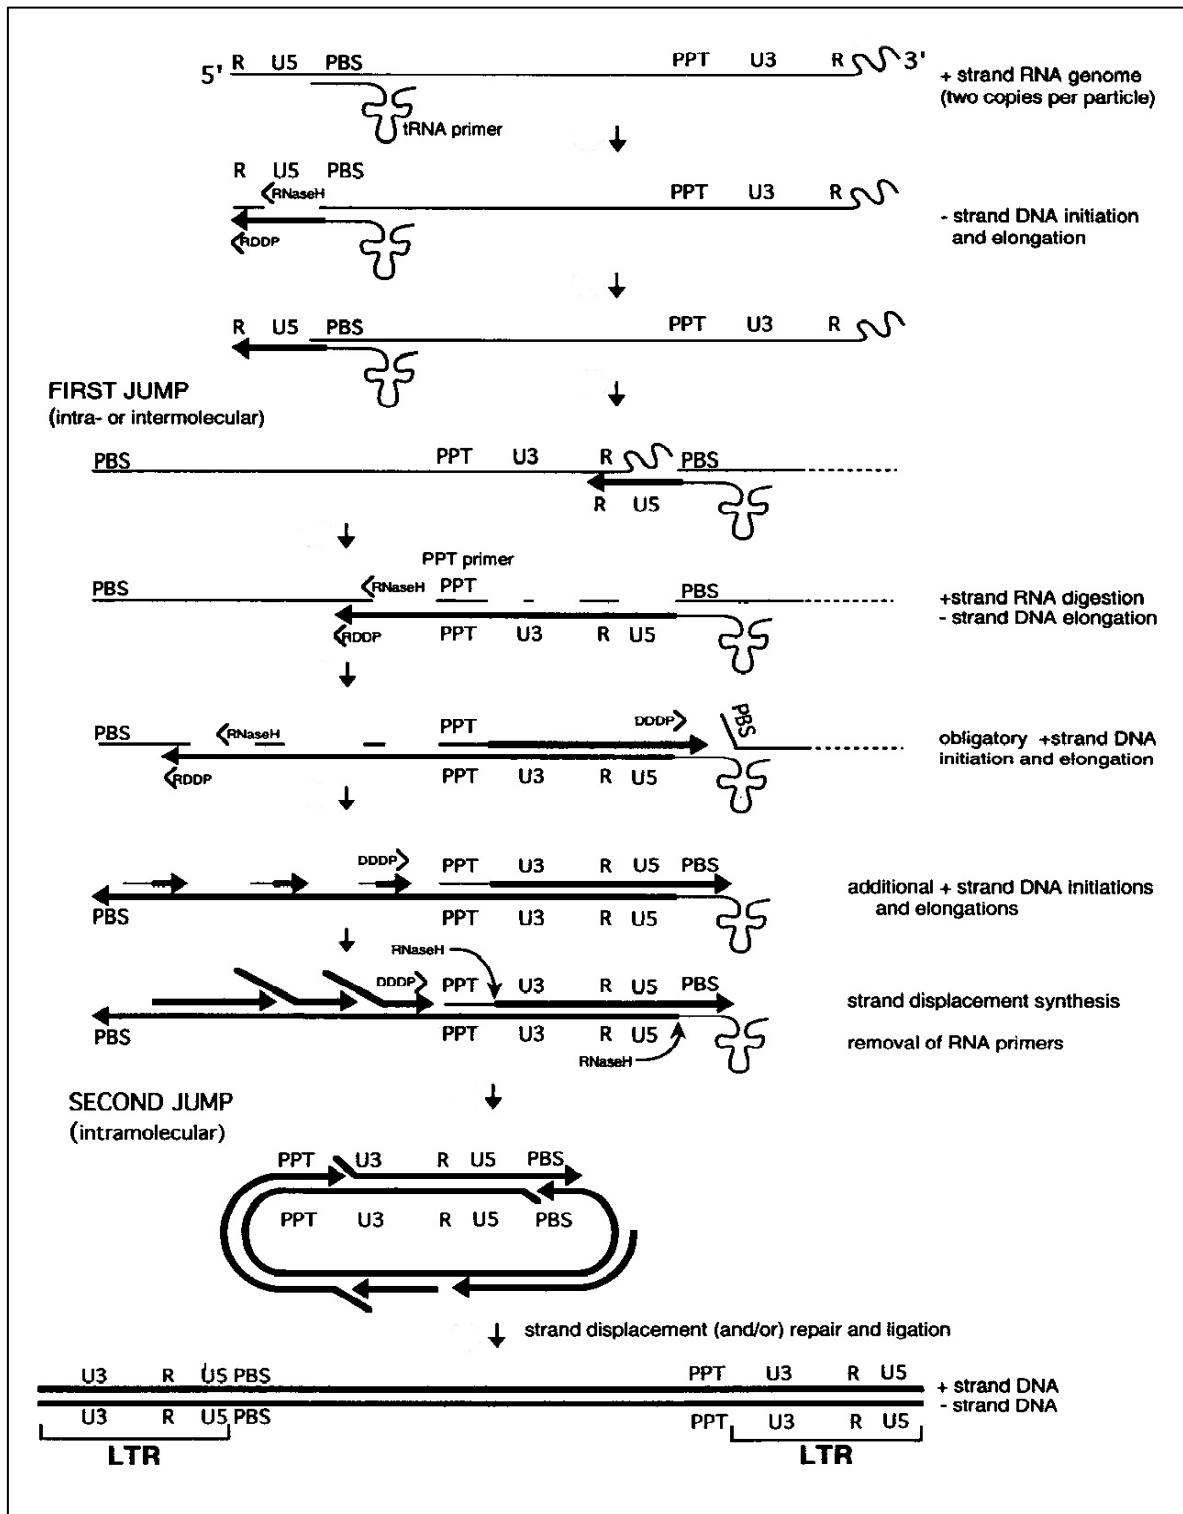 R U5 PBS PPT U3 R
5' 3'
+ strand RNA genome
(two copies per particle)
tRNA primer
R U5 PBS
<RNaseH PPT U3 R
- strand DNA initiation
and elongation
<RDDP
R U5 PBS PPT U3 R
FIRST JUMP
(intra- or intermolecular)
PBS PPT U3 R PBS
R U5
PPT primer
PBS <RNaseH PPT PBS
+strand RNA digestion
- strand DNA elongation
<RDDP PPT U3 R U5
PBS <RNaseH PPT DDDP> PBS
obligatory +strand DNA
initiation and elongation
<RDDP PPT U3 R U5
DDDP> PPT U3 R U5 PBS
additional + strand DNA initiations
and elongations
PBS PPT U3 R U5
RNaseH
DDDP> PPT U3 R U5 PBS
strand displacement synthesis
PBS PPT U3 R U5
removal of RNA primers
RNaseH
SECOND JUMP
(intramolecular)
PPT U3 R U5 PBS
PPT U3 R U5 PBS
strand displacement (and/or) repair and ligation
U3 R U5 PBS PPT U3 R U5
+ strand DNA
- strand DNA
U3 R U5 PBS PPT U3 R U5
LTR LTR